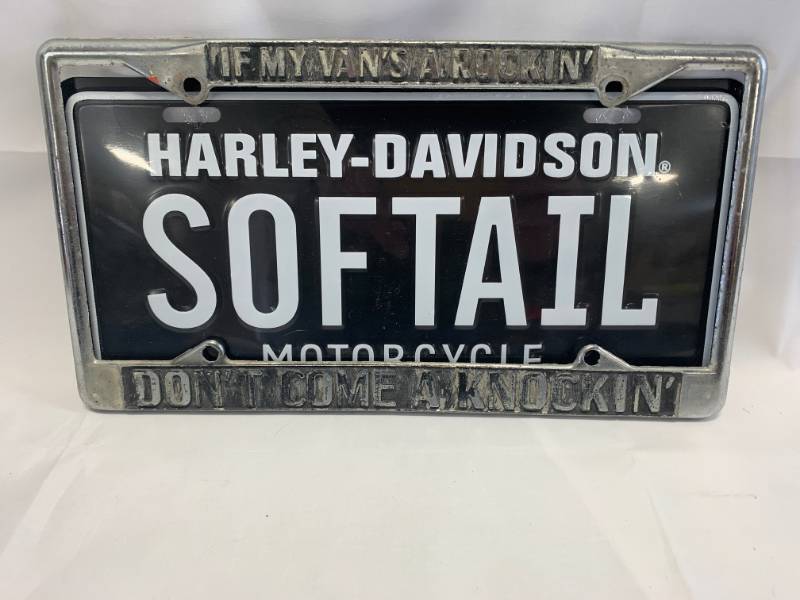 IF MY VAN'S A ROCKIN'
HARLEY-DAVIDSON®
SOFTAIL
MOTORCYCLE
DON'T COME A KNOCKIN'